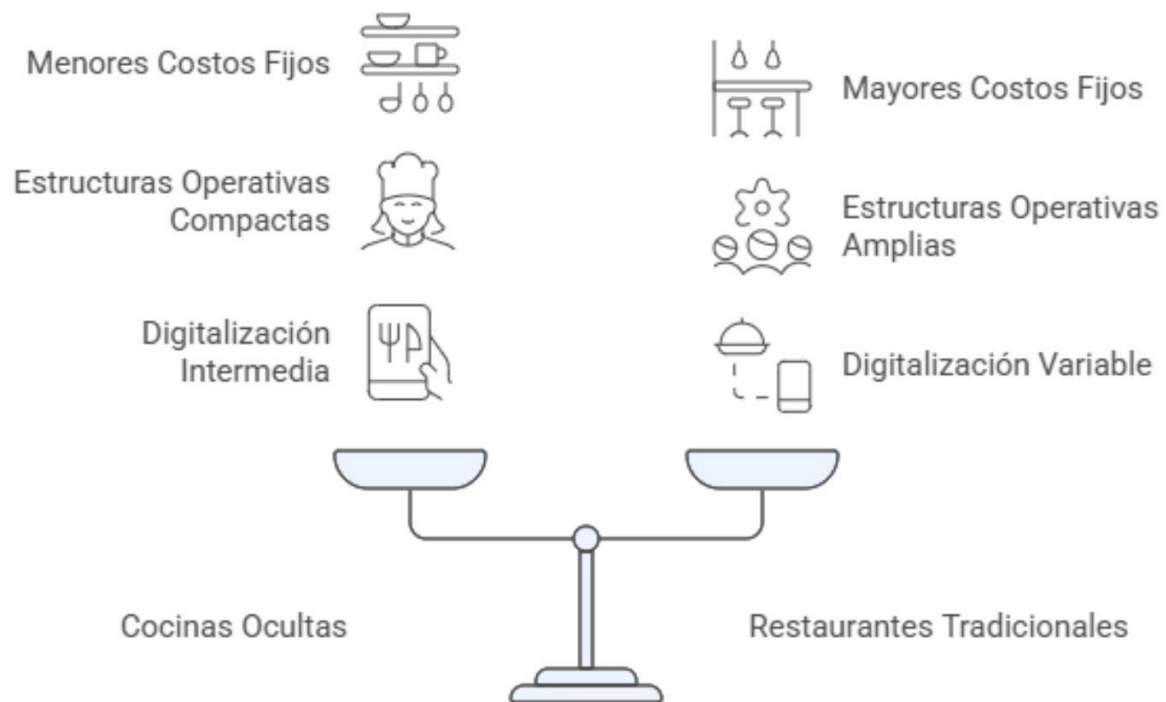 Menores Costos Fijos
Mayores Costos Fijos
Estructuras Operativas
Compactas
Estructuras Operativas
Amplias
Digitalización
Intermedia
Digitalización Variable
Cocinas Ocultas
Restaurantes Tradicionales